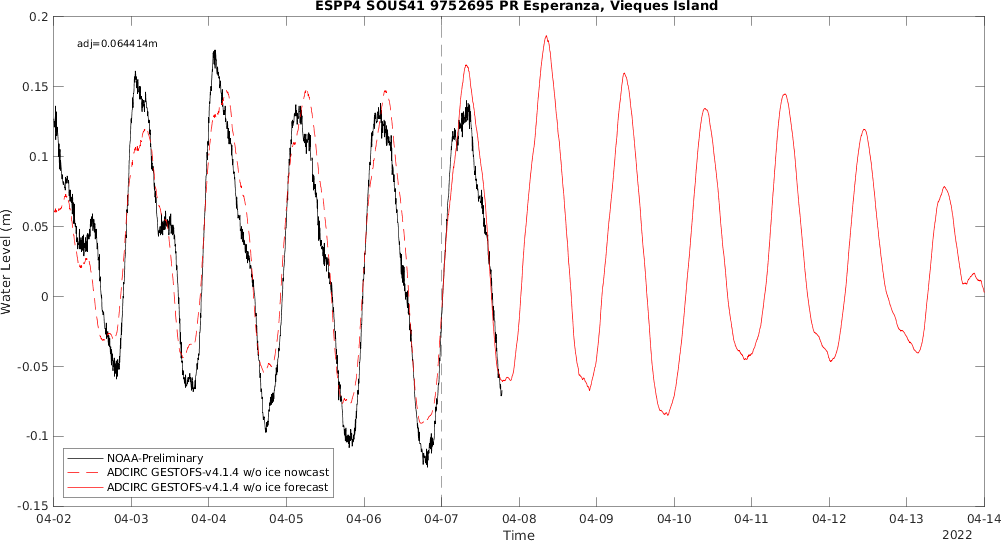 ESPP4 SOUS41 9752695 PR Esperanza, Vieques Island
adj=0.064414m
0.2
0.15
0.1
0.05
0
-0.05
-0.1
-0.15
Water Level (m)
NOAA-Preliminary
ADCIRC GESTOFS-v4.1.4 w/o ice nowcast
ADCIRC GESTOFS-v4.1.4 w/o ice forecast
04-02 04-03 04-04 04-05 04-06 04-07 04-08 04-09 04-10 04-11 04-12 04-13 04-14
Time
2022